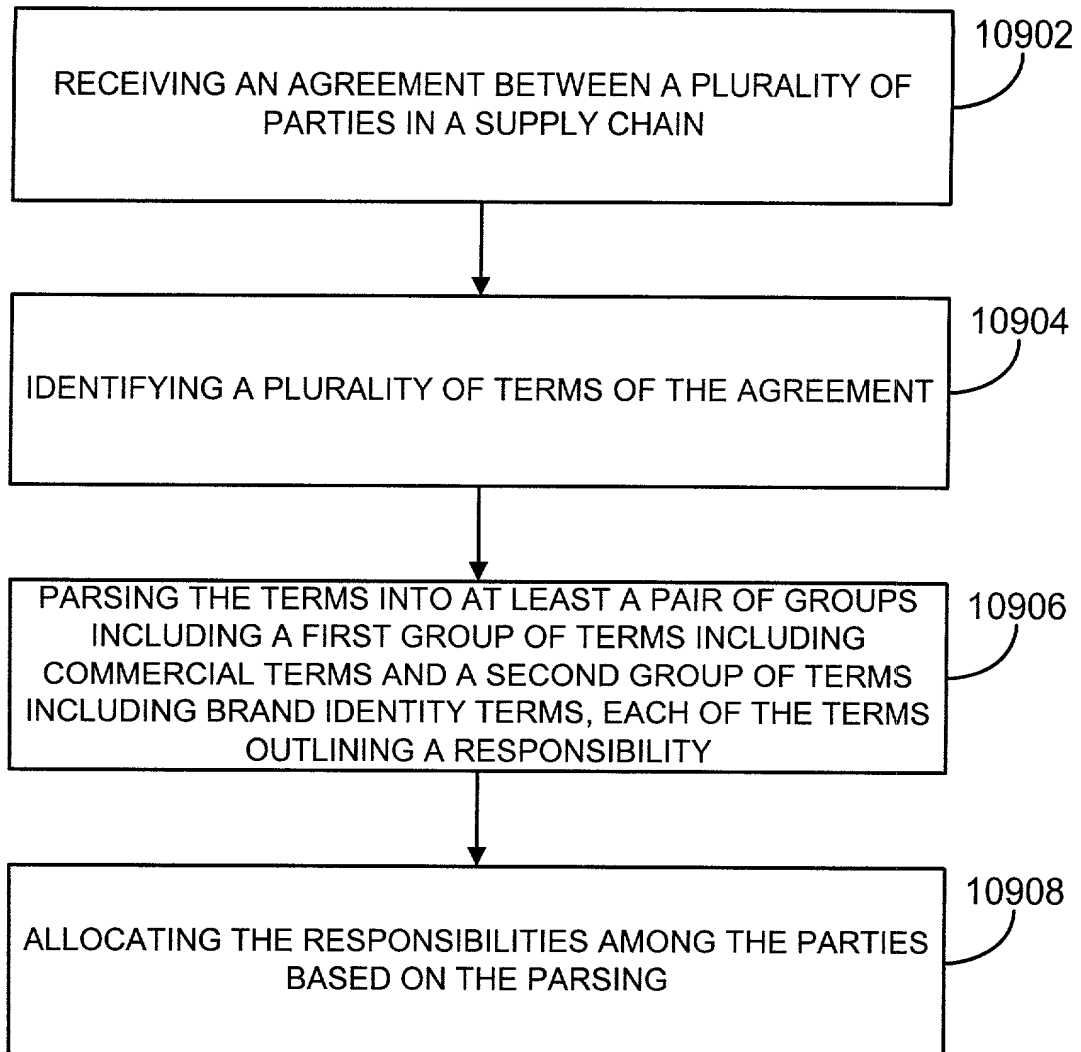 10902
RECEIVING AN AGREEMENT BETWEEN A PLURALITY OF
PARTIES IN A SUPPLY CHAIN
10904
IDENTIFYING A PLURALITY OF TERMS OF THE AGREEMENT
10906
PARSING THE TERMS INTO AT LEAST A PAIR OF GROUPS
INCLUDING A FIRST GROUP OF TERMS INCLUDING
COMMERCIAL TERMS AND A SECOND GROUP OF TERMS
INCLUDING BRAND IDENTITY TERMS, EACH OF THE TERMS
OUTLINING A RESPONSIBILITY
10908
ALLOCATING THE RESPONSIBILITIES AMONG THE PARTIES
BASED ON THE PARSING